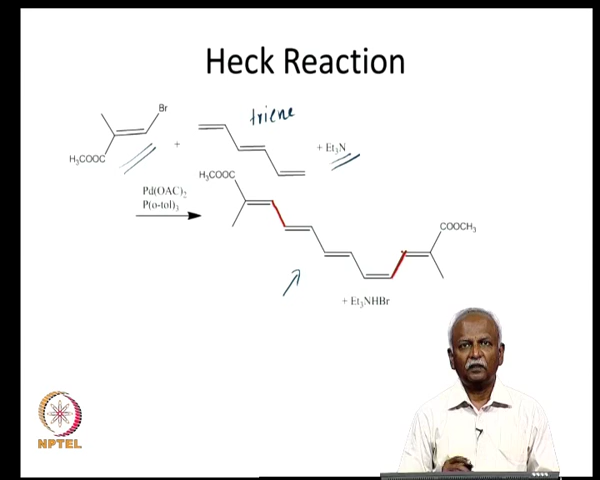 Heck Reaction
Br
H₃COOC
+
triene
+ Et₃N
Pd(OAC)₂
P(o-tol)₃
H₃COOC
COOCH₃
+ Et₃NHBr
NPTEL